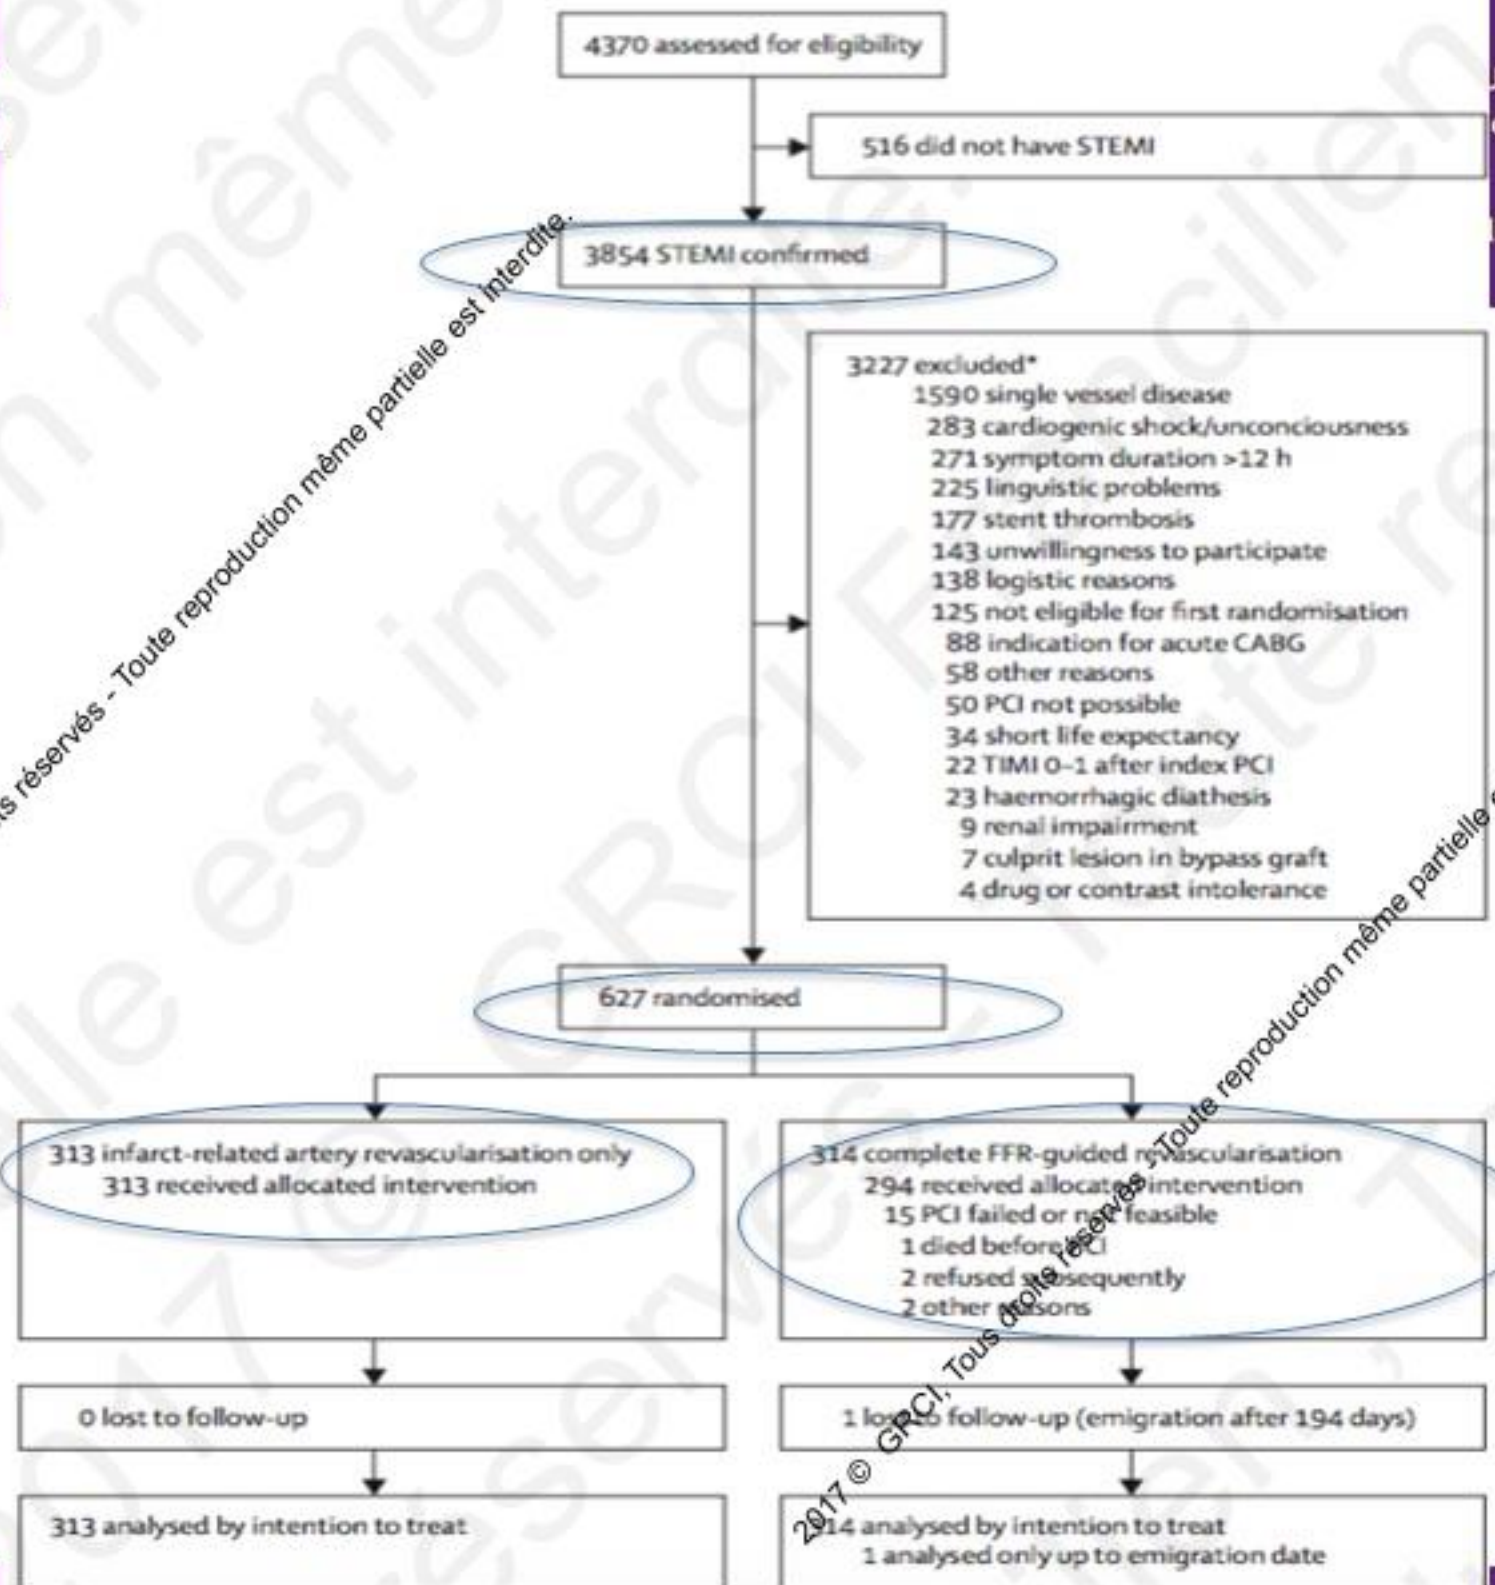 4370 assessed for eligibility
516 did not have STEMI
3854 STEMI confirmed
3227 excluded*
1590 single vessel disease
283 cardiogenic shock/unconciousness
271 symptom duration >12 h
225 linguistic problems
177 stent thrombosis
143 unwillingness to participate
138 logistic reasons
125 not eligible for first randomisation
88 indication for acute CABG
58 other reasons
50 PCI not possible
34 short life expectancy
22 TIMI 0–1 after index PCI
23 haemorrhagic diathesis
9 renal impairment
7 culprit lesion in bypass graft
4 drug or contrast intolerance
627 randomised
313 infarct-related artery revascularisation only
313 received allocated intervention
314 complete FFR-guided revascularisation
294 received allocated intervention
15 PCI failed or not feasible
1 died before PCI
2 refused subsequently
2 other reasons
0 lost to follow-up
1 lost to follow-up (emigration after 194 days)
313 analysed by intention to treat
314 analysed by intention to treat
1 analysed only up to emigration date
réservés - Toute reproduction même partielle est interdite.
2017 © GRCI, Tous droits réservés - Toute reproduction même partielle